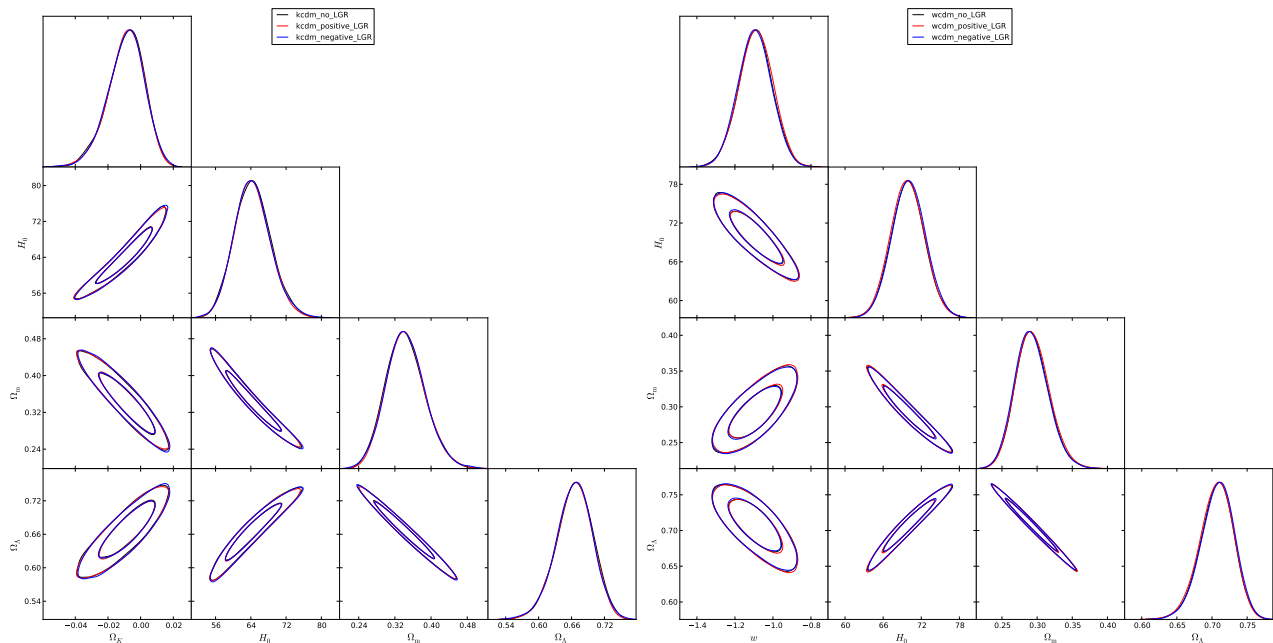 kcdm_no_LGR
kcdm_positive_LGR
kcdm_negative_LGR
80
72
64
56
H₀
0.48
0.40
0.32
0.24
Ωₘ
0.72
0.66
0.60
0.54
Ω_Λ
−0.04 −0.02 0.00 0.02
Ω_K
56 64 72 80
H₀
0.24 0.32 0.40 0.48
Ωₘ
0.54 0.60 0.66 0.72
Ω_Λ
wcdm_no_LGR
wcdm_positive_LGR
wcdm_negative_LGR
78
72
66
60
H₀
0.40
0.35
0.30
0.25
Ωₘ
0.75
0.70
0.65
0.60
Ω_Λ
−1.4 −1.2 −1.0 −0.8
w
60 66 72 78
H₀
0.25 0.30 0.35 0.40
Ωₘ
0.60 0.65 0.70 0.75
Ω_Λ